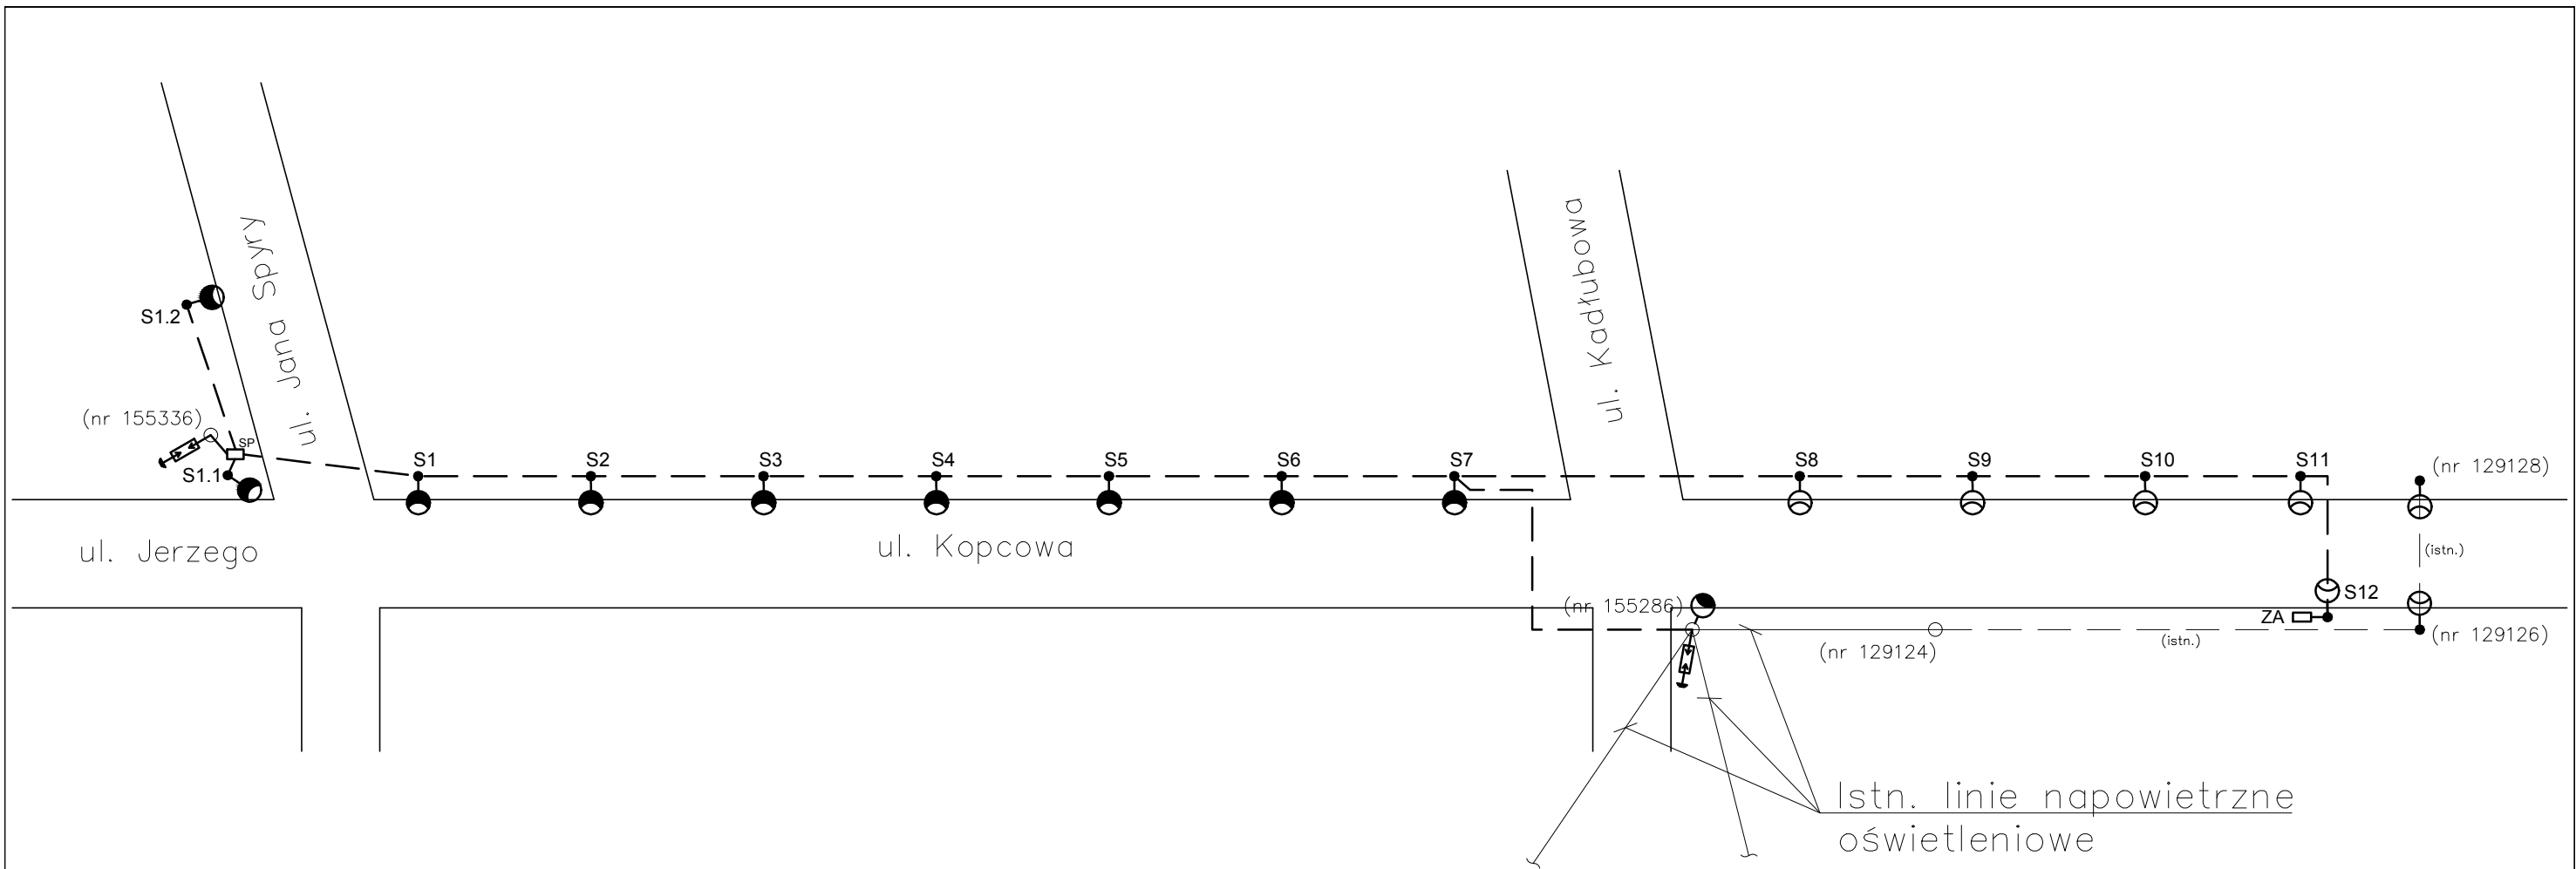 ul. Jana Spyry
ul. Kadłubowa
S1.2
(nr 155336)
SP
S1.1
S1
S2
S3
S4
S5
S6
S7
S8
S9
S10
S11
(nr 129128)
ul. Jerzego
ul. Kopcowa
(istn.)
(nr 155286)
S12
ZA
(istn.)
(nr 129126)
(nr 129124)
Istn. linie napowietrzne
oświetleniowe